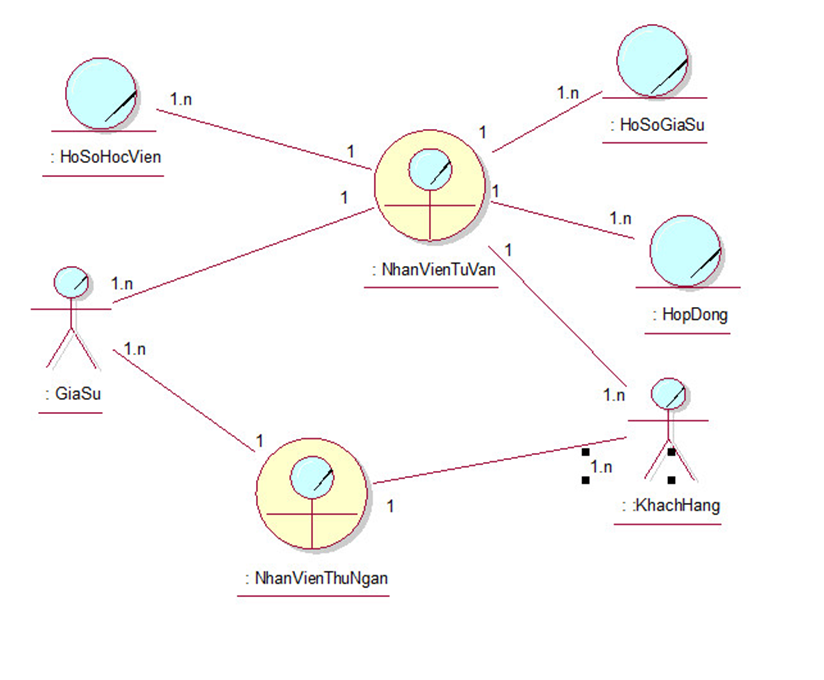 1.n
1.n
: HoSoGiaSu
1
: HoSoHocVien
1
1
1
1.n
1
: NhanVienTuVan
1.n
: HopDong
1.n
1.n
: GiaSu
1
1.n
1
: :KhachHang
: NhanVienThuNgan